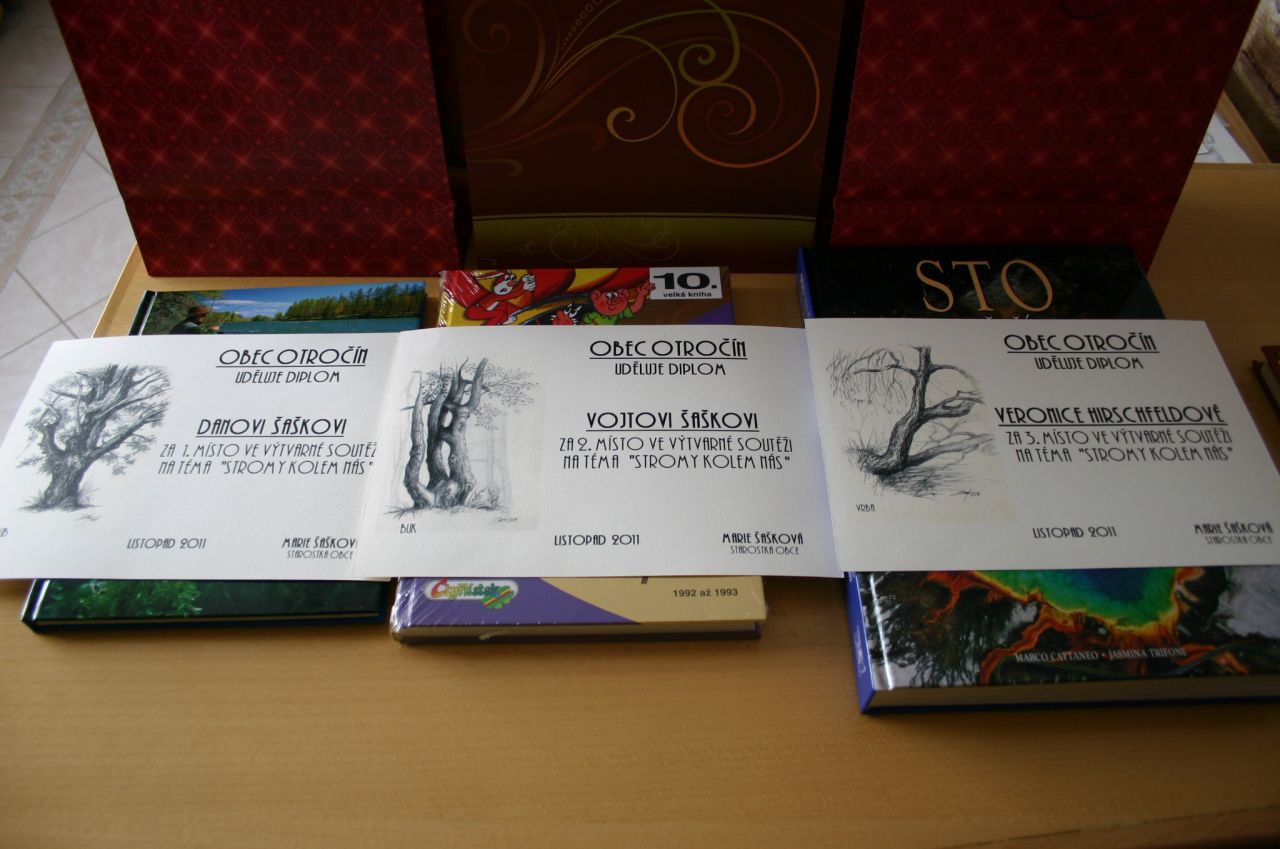 10.
velká kniha
STO
OBEC OTROČÍN
UDĚLUJE DIPLOM
DANOVI ŠAŠKOVI
ZA 1. MÍSTO VE VÝTVARNÉ SOUTĚŽI
NA TÉMA "STROMY KOLEM NÁS"
LISTOPAD 2011
MARIE ŠAŠKOVÁ
STAROSTKA OBCE
OBEC OTROČÍN
UDĚLUJE DIPLOM
VOJTOVI ŠAŠKOVI
ZA 2. MÍSTO VE VÝTVARNÉ SOUTĚŽI
NA TÉMA "STROMY KOLEM NÁS"
BUK
LISTOPAD 2011
MARIE ŠAŠKOVÁ
STAROSTKA OBCE
OBEC OTROČÍN
UDĚLUJE DIPLOM
VERONICE HIRSCHFELDOVÉ
ZA 3. MÍSTO VE VÝTVARNÉ SOUTĚŽI
NA TÉMA "STROMY KOLEM NÁS"
VRBA
LISTOPAD 2011
MARIE ŠAŠKOVÁ
STAROSTKA OBCE
Čtyřlístek
1992 až 1993
MARCO CATTANEO • JASMINA TRIFONI